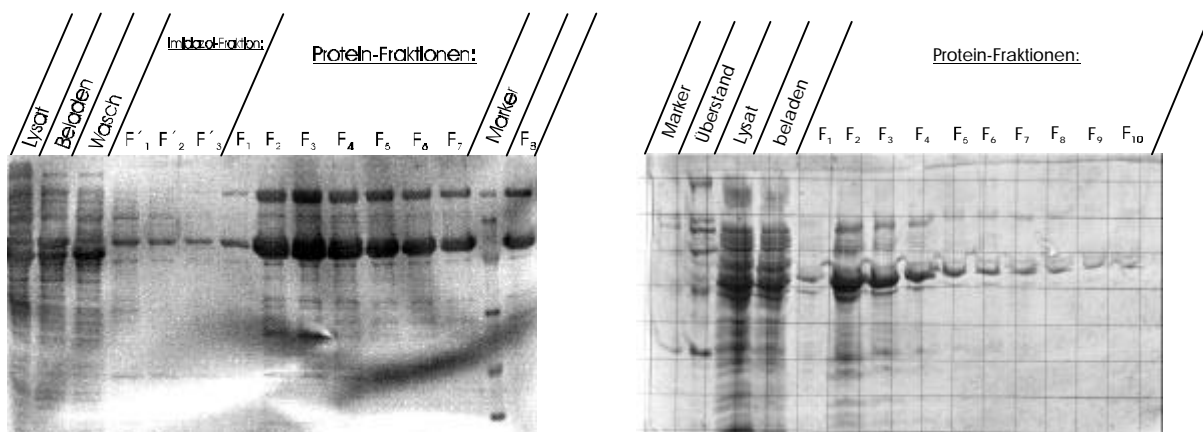 Imidazol-Fraktion:
Protein-Fraktionen:
Lysat
Beladen
Wasch
F´1
F´2
F´3
F1
F2
F3
F4
F5
F6
F7
Marker
F8
Protein-Fraktionen:
Marker
Überstand
Lysat
beladen
F1
F2
F3
F4
F5
F6
F7
F8
F9
F10